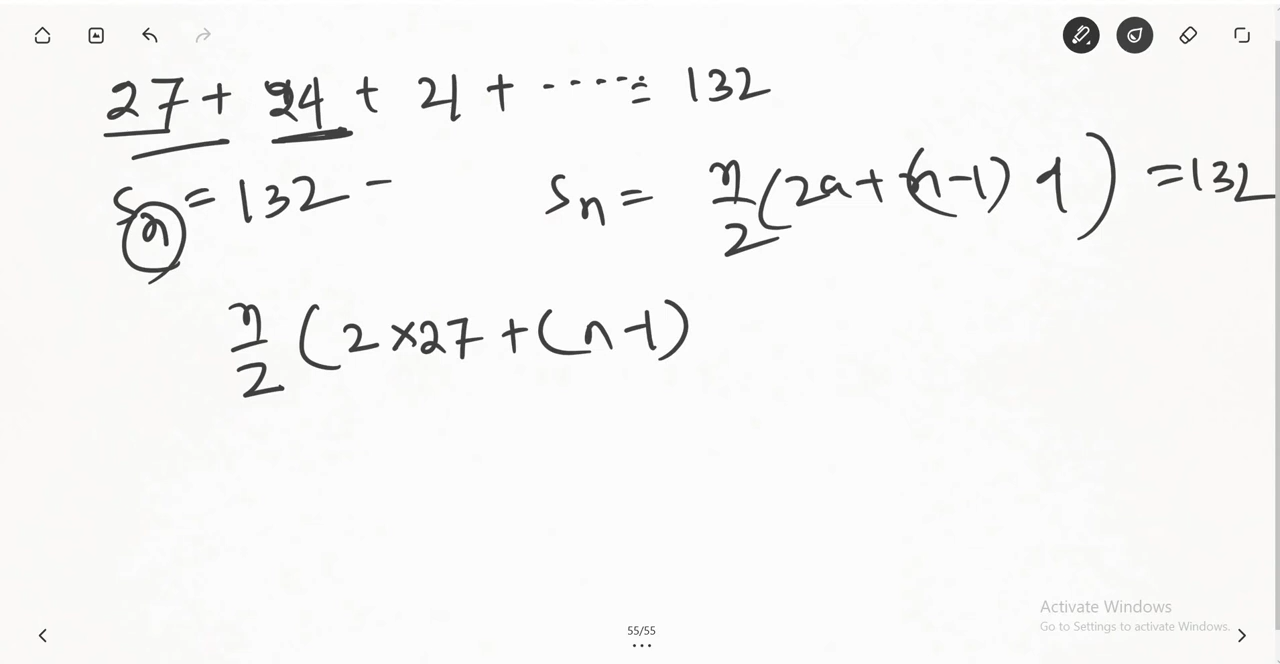 27 + 24 + 21 + ----- = 132
Sn = 132 - Sn = n/2 (2a + (n-1) d) = 132
n/2 (2 × 27 + (n-1)
Activate Windows
Go to Settings to activate Windows.
55/55